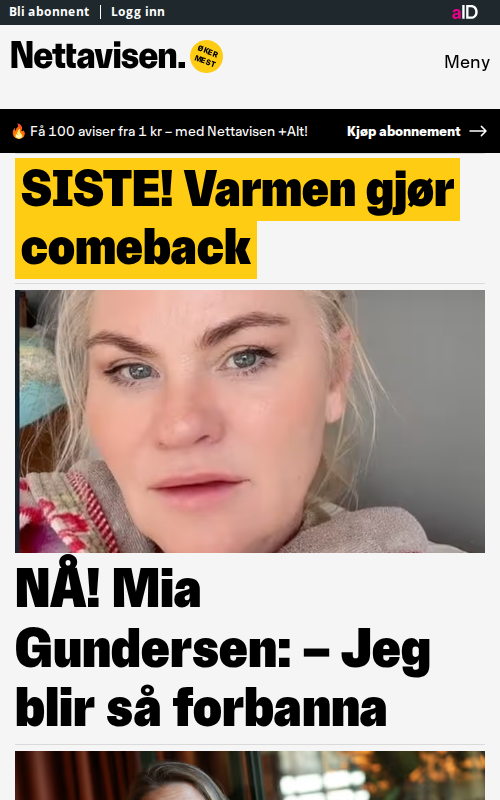 Bli abonnent | Logg inn
aID
Nettavisen.
ØKER
MEST
Meny
Få 100 aviser fra 1 kr – med Nettavisen +Alt!
Kjøp abonnement →
SISTE! Varmen gjør
comeback
NÅ! Mia
Gundersen: – Jeg
blir så forbanna